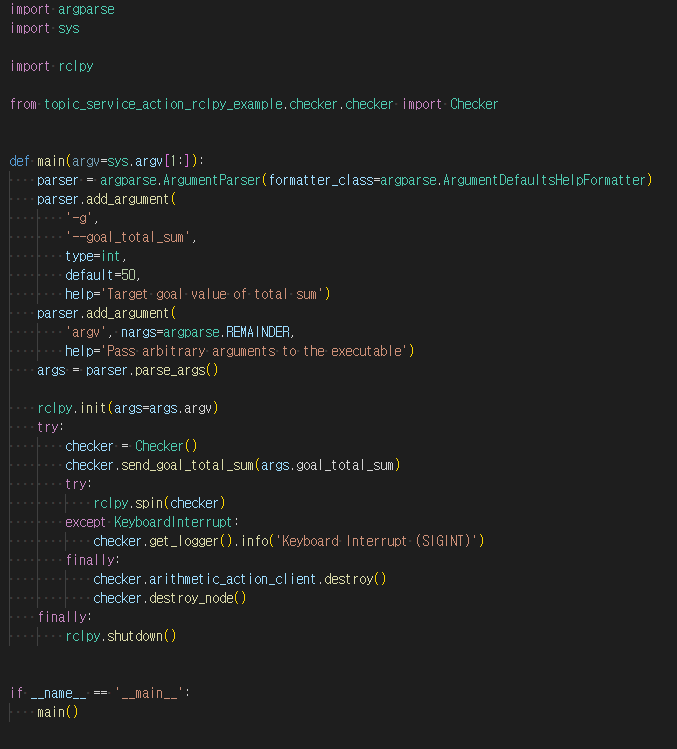 import argparse
import sys
import rclpy
from topic_service_action_rclpy_example.checker.checker import Checker
def main(argv=sys.argv[1:]):
    parser = argparse.ArgumentParser(formatter_class=argparse.ArgumentDefaultsHelpFormatter)
    parser.add_argument(
        '-g',
        '--goal_total_sum',
        type=int,
        default=50,
        help='Target goal value of total sum')
    parser.add_argument(
        'argv', nargs=argparse.REMAINDER,
        help='Pass arbitrary arguments to the executable')
    args = parser.parse_args()
    rclpy.init(args=args.argv)
    try:
        checker = Checker()
        checker.send_goal_total_sum(args.goal_total_sum)
        try:
            rclpy.spin(checker)
        except KeyboardInterrupt:
            checker.get_logger().info('Keyboard Interrupt (SIGINT)')
        finally:
            checker.arithmetic_action_client.destroy()
            checker.destroy_node()
    finally:
        rclpy.shutdown()
if __name__ == '__main__':
    main()